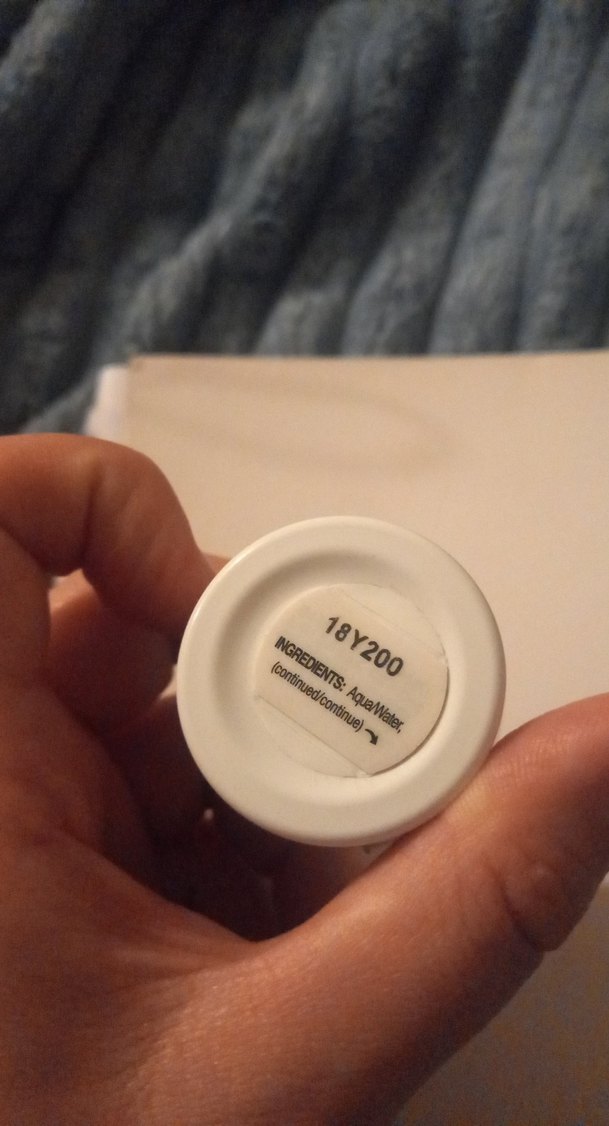 18Y200
INGREDIENTS: Aqua/Water,
(continued/continue)